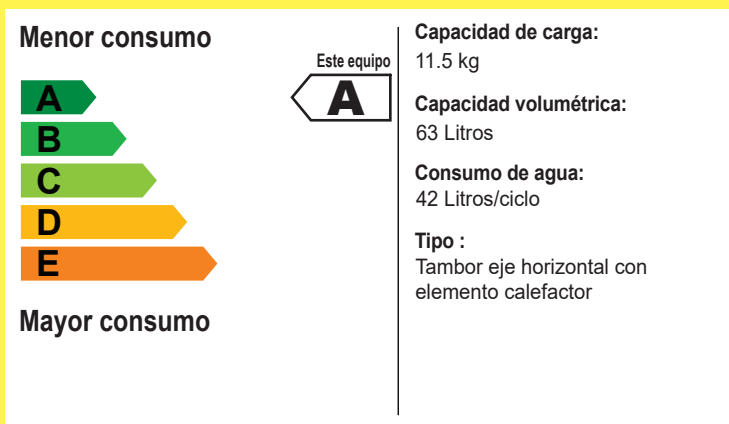 Menor consumo
Este equipo
A
A
B
C
D
E
Mayor consumo
Capacidad de carga:
11.5 kg
Capacidad volumétrica:
63 Litros
Consumo de agua:
42 Litros/ciclo
Tipo :
Tambor eje horizontal con
elemento calefactor